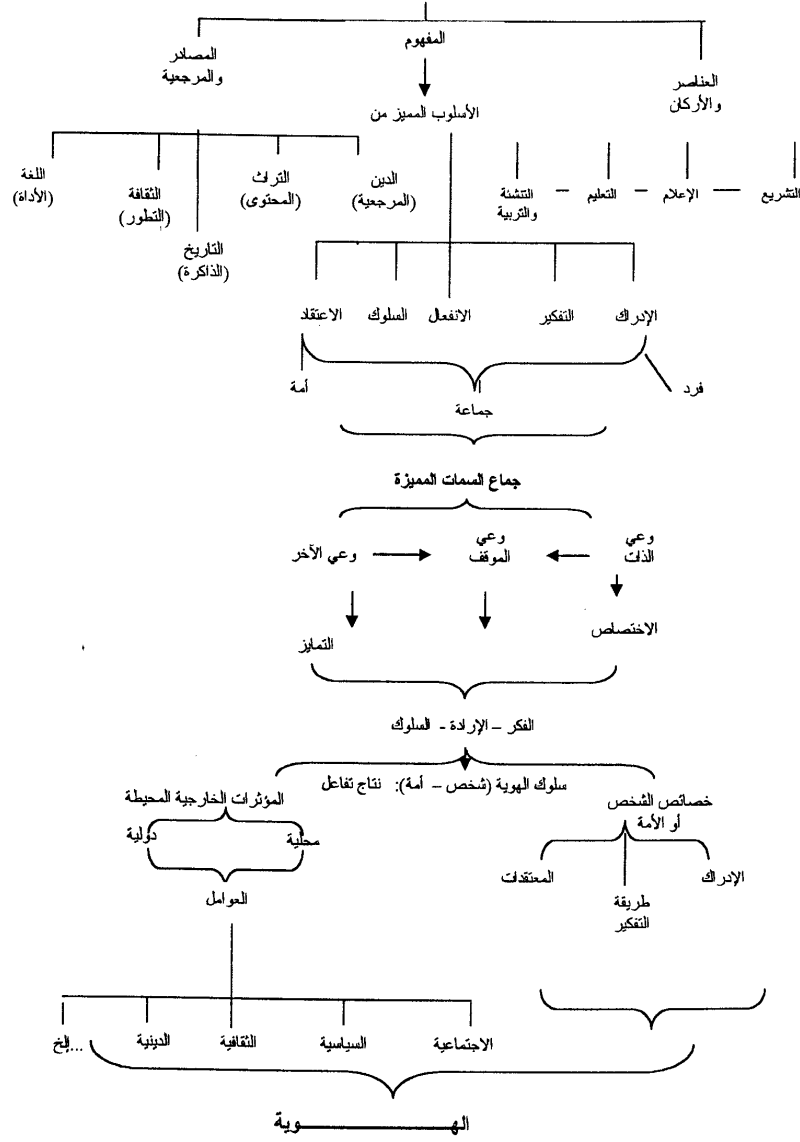 المفهوم
المصادر
والمرجعية
العناصر
والأركان
الأسلوب المميز من
التشريع
الإعلام
التعليم
التنشئة
والتربية
الدين
(المرجعية)
التراث
(المحتوى)
الثقافة
(التطور)
اللغة
(الأداة)
التاريخ
(الذاكرة)
الإدراك
التفكير
الانفعال
السلوك
الاعتقاد
فرد
أمة
جماعة
جماع السمات المميزة
وعي
الذات
وعي
الموقف
وعي الآخر
الاختصاص
التمايز
الفكر – الإرادة - السلوك
سلوك الهوية (شخص – أمة): نتاج تفاعل
خصائص الشخص
أو الأمة
المؤثرات الخارجية المحيطة
محلية
دولية
الإدراك
طريقة
التفكير
المعتقدات
العوامل
الاجتماعية
السياسية
الثقافية
الدينية
...إلخ
الهـــــــــوية